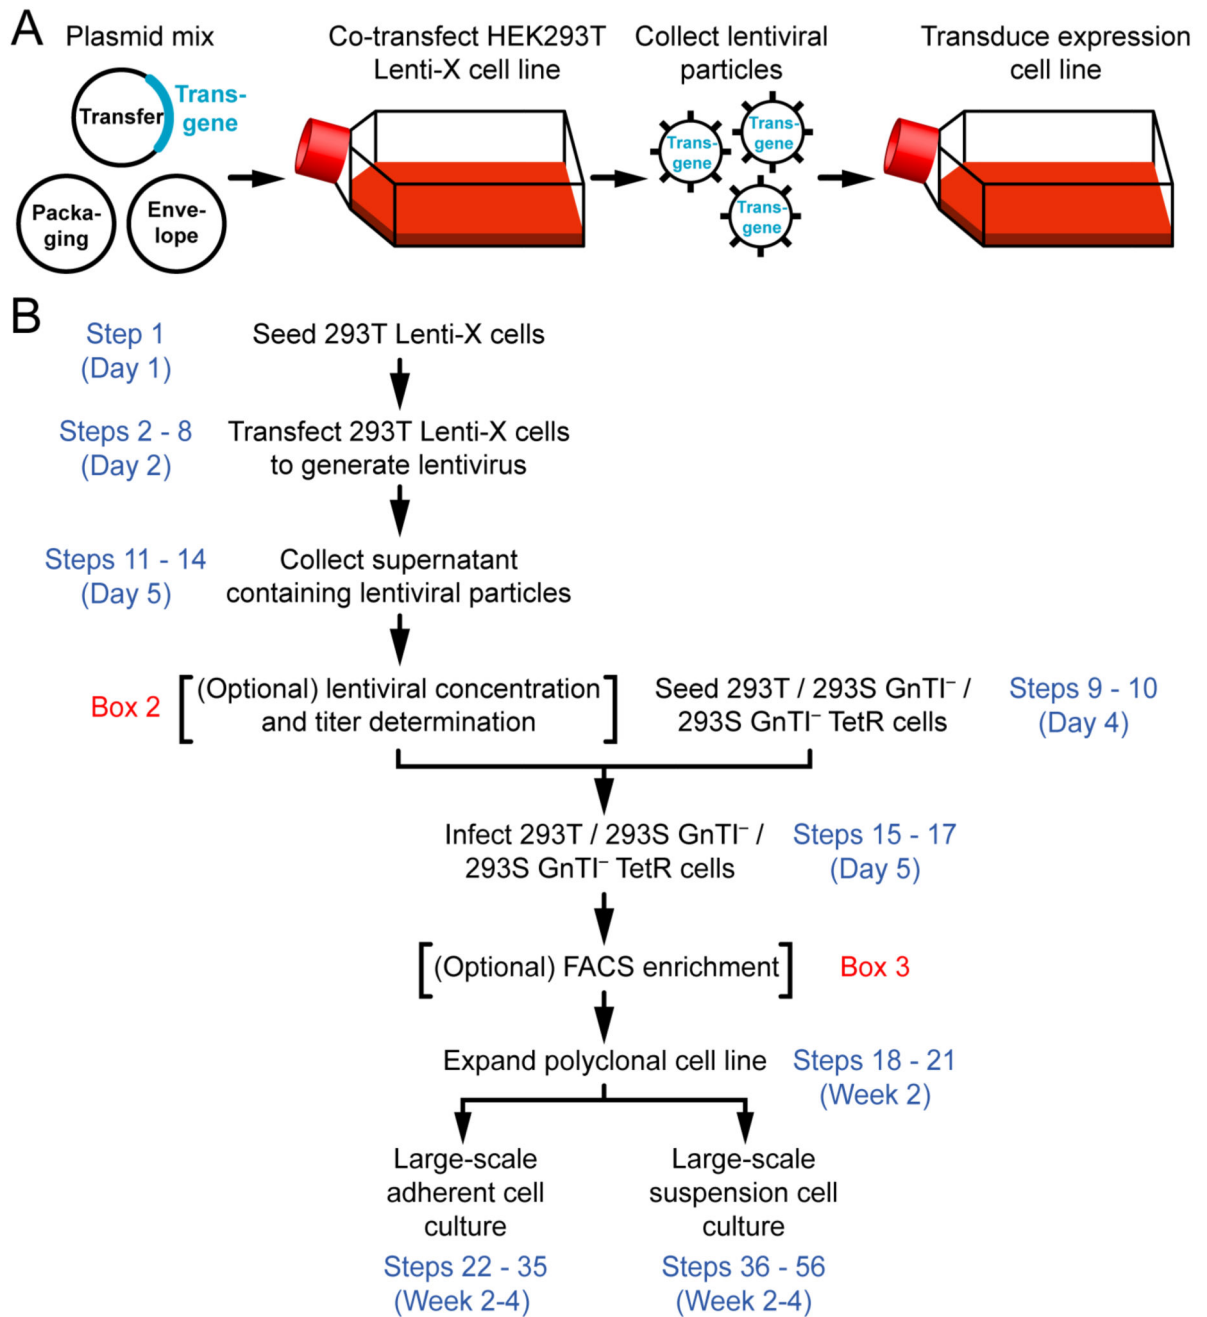 A
Plasmid mix
Co-transfect HEK293T
Lenti-X cell line
Collect lentiviral
particles
Transduce expression
cell line
Transfer
Trans-
gene
Packa-
ging
Enve-
lope
Trans-
gene
Trans-
gene
Trans-
gene
B
Step 1
(Day 1)
Seed 293T Lenti-X cells
Steps 2 - 8
(Day 2)
Transfect 293T Lenti-X cells
to generate lentivirus
Steps 11 - 14
(Day 5)
Collect supernatant
containing lentiviral particles
Box 2
(Optional) lentiviral concentration
and titer determination
Seed 293T / 293S GnTI⁻ /
293S GnTI⁻ TetR cells
Steps 9 - 10
(Day 4)
Infect 293T / 293S GnTI⁻ /
293S GnTI⁻ TetR cells
Steps 15 - 17
(Day 5)
(Optional) FACS enrichment
Box 3
Expand polyclonal cell line
Steps 18 - 21
(Week 2)
Large-scale
adherent cell
culture
Steps 22 - 35
(Week 2-4)
Large-scale
suspension cell
culture
Steps 36 - 56
(Week 2-4)